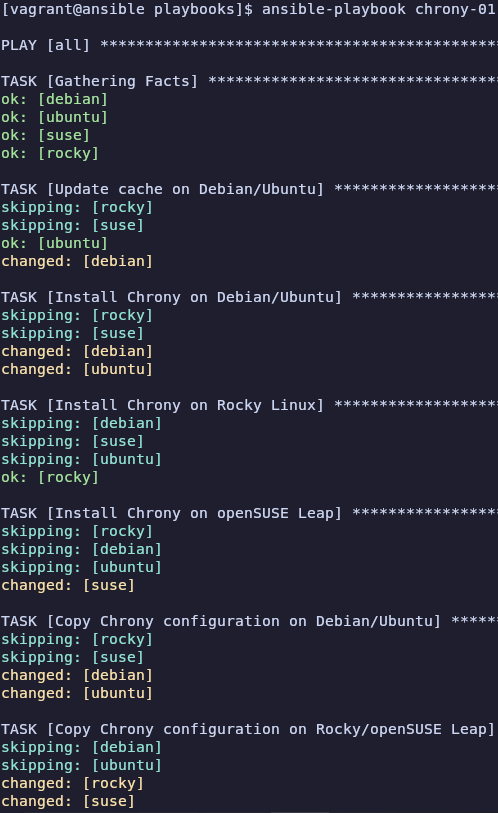 [vagrant@ansible playbooks]$ ansible-playbook chrony-01
PLAY [all] ********************************************
TASK [Gathering Facts] ********************************
ok: [debian]
ok: [ubuntu]
ok: [suse]
ok: [rocky]
TASK [Update cache on Debian/Ubuntu] ******************
skipping: [rocky]
skipping: [suse]
ok: [ubuntu]
changed: [debian]
TASK [Install Chrony on Debian/Ubuntu] ****************
skipping: [rocky]
skipping: [suse]
changed: [debian]
changed: [ubuntu]
TASK [Install Chrony on Rocky Linux] ******************
skipping: [debian]
skipping: [suse]
skipping: [ubuntu]
ok: [rocky]
TASK [Install Chrony on openSUSE Leap] ****************
skipping: [rocky]
skipping: [debian]
skipping: [ubuntu]
changed: [suse]
TASK [Copy Chrony configuration on Debian/Ubuntu] *****
skipping: [rocky]
skipping: [suse]
changed: [debian]
changed: [ubuntu]
TASK [Copy Chrony configuration on Rocky/openSUSE Leap]
skipping: [debian]
skipping: [ubuntu]
changed: [rocky]
changed: [suse]